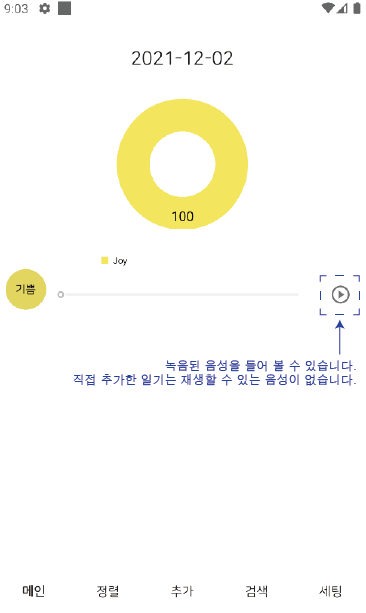 9:03
2021-12-02
100
Joy
기쁨
녹음된 음성을 들어 볼 수 있습니다.
직접 추가한 일기는 재생할 수 있는 음성이 없습니다.
메인 정렬 추가 검색 세팅